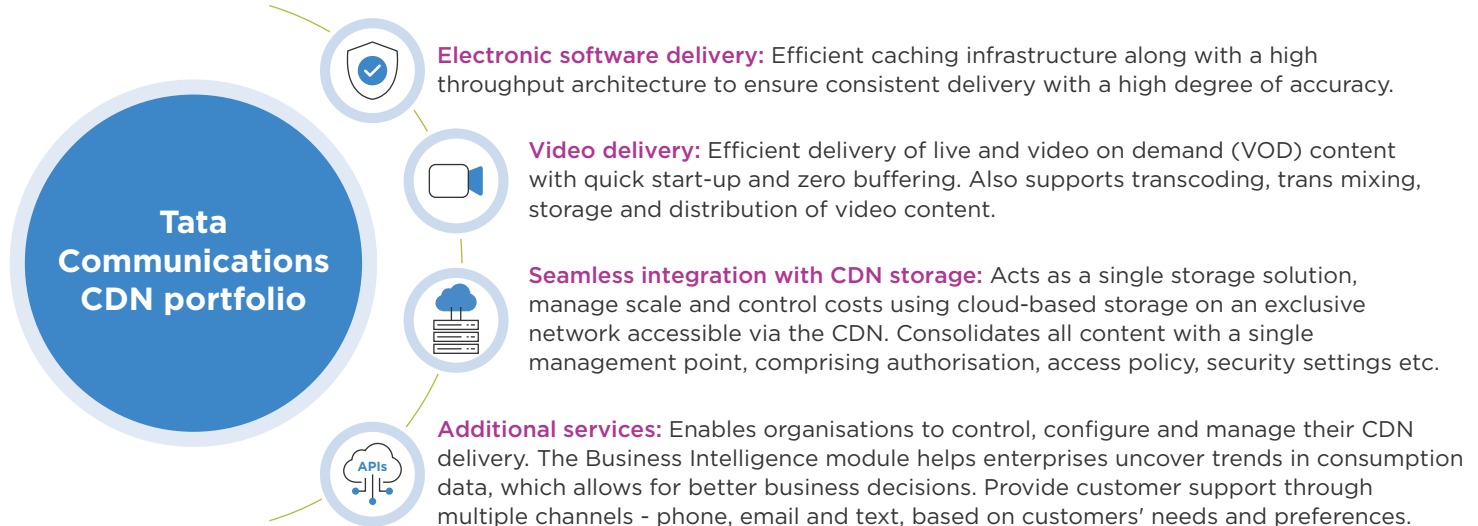 Tata
Communications
CDN portfolio
Electronic software delivery: Efficient caching infrastructure along with a high
throughput architecture to ensure consistent delivery with a high degree of accuracy.
Video delivery: Efficient delivery of live and video on demand (VOD) content
with quick start-up and zero buffering. Also supports transcoding, trans mixing,
storage and distribution of video content.
Seamless integration with CDN storage: Acts as a single storage solution,
manage scale and control costs using cloud-based storage on an exclusive
network accessible via the CDN. Consolidates all content with a single
management point, comprising authorisation, access policy, security settings etc.
APIs
Additional services: Enables organisations to control, configure and manage their CDN
delivery. The Business Intelligence module helps enterprises uncover trends in consumption
data, which allows for better business decisions. Provide customer support through
multiple channels - phone, email and text, based on customers' needs and preferences.